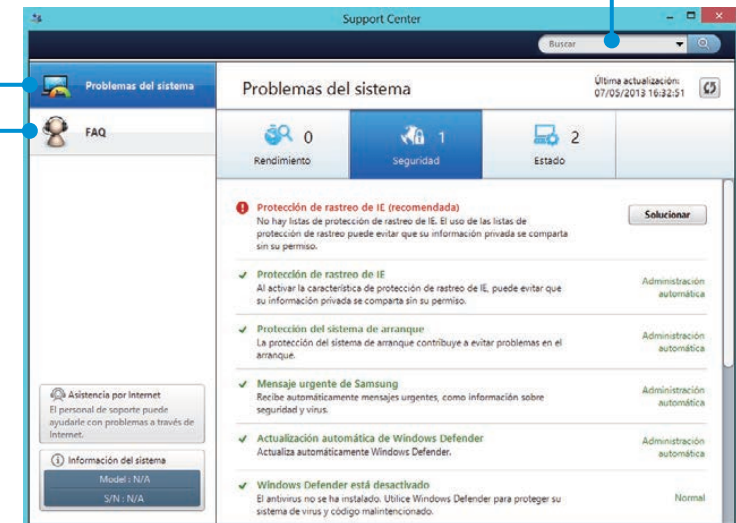 Support Center
Buscar
Problemas del sistema
FAQ
Problemas del sistema
Última actualización:
07/05/2013 16:32:51
0
Rendimiento
1
Seguridad
2
Estado
Protección de rastreo de IE (recomendada)
No hay listas de protección de rastreo de IE. El uso de las listas de
protección de rastreo puede evitar que su información privada se comparta
sin su permiso.
Solucionar
Protección de rastreo de IE
Al activar la característica de protección de rastreo de IE, puede evitar que
su información privada se comparta sin su permiso.
Administración
automática
Protección del sistema de arranque
La protección del sistema de arranque contribuye a evitar problemas en el
arranque.
Administración
automática
Mensaje urgente de Samsung
Recibe automáticamente mensajes urgentes, como información sobre
seguridad y virus.
Administración
automática
Actualización automática de Windows Defender
Actualiza automáticamente Windows Defender.
Administración
automática
Windows Defender está desactivado
El antivirus no se ha instalado. Utilice Windows Defender para proteger su
sistema de virus y código malintencionado.
Normal
Asistencia por Internet
El personal de soporte puede
ayudarle con problemas a través de
Internet.
Información del sistema
Model : N/A
S/N : N/A